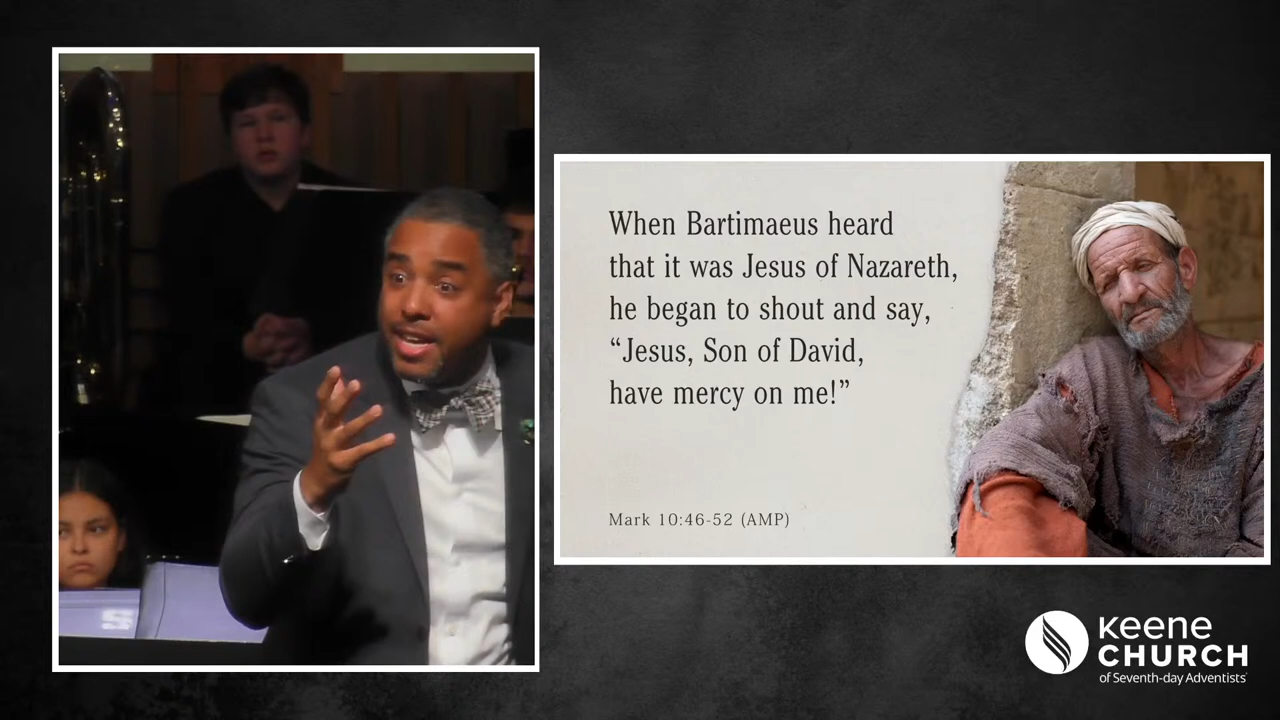 When Bartimaeus heard
that it was Jesus of Nazareth,
he began to shout and say,
“Jesus, Son of David,
have mercy on me!”
Mark 10:46-52 (AMP)
Keene
CHURCH
of Seventh-day Adventists